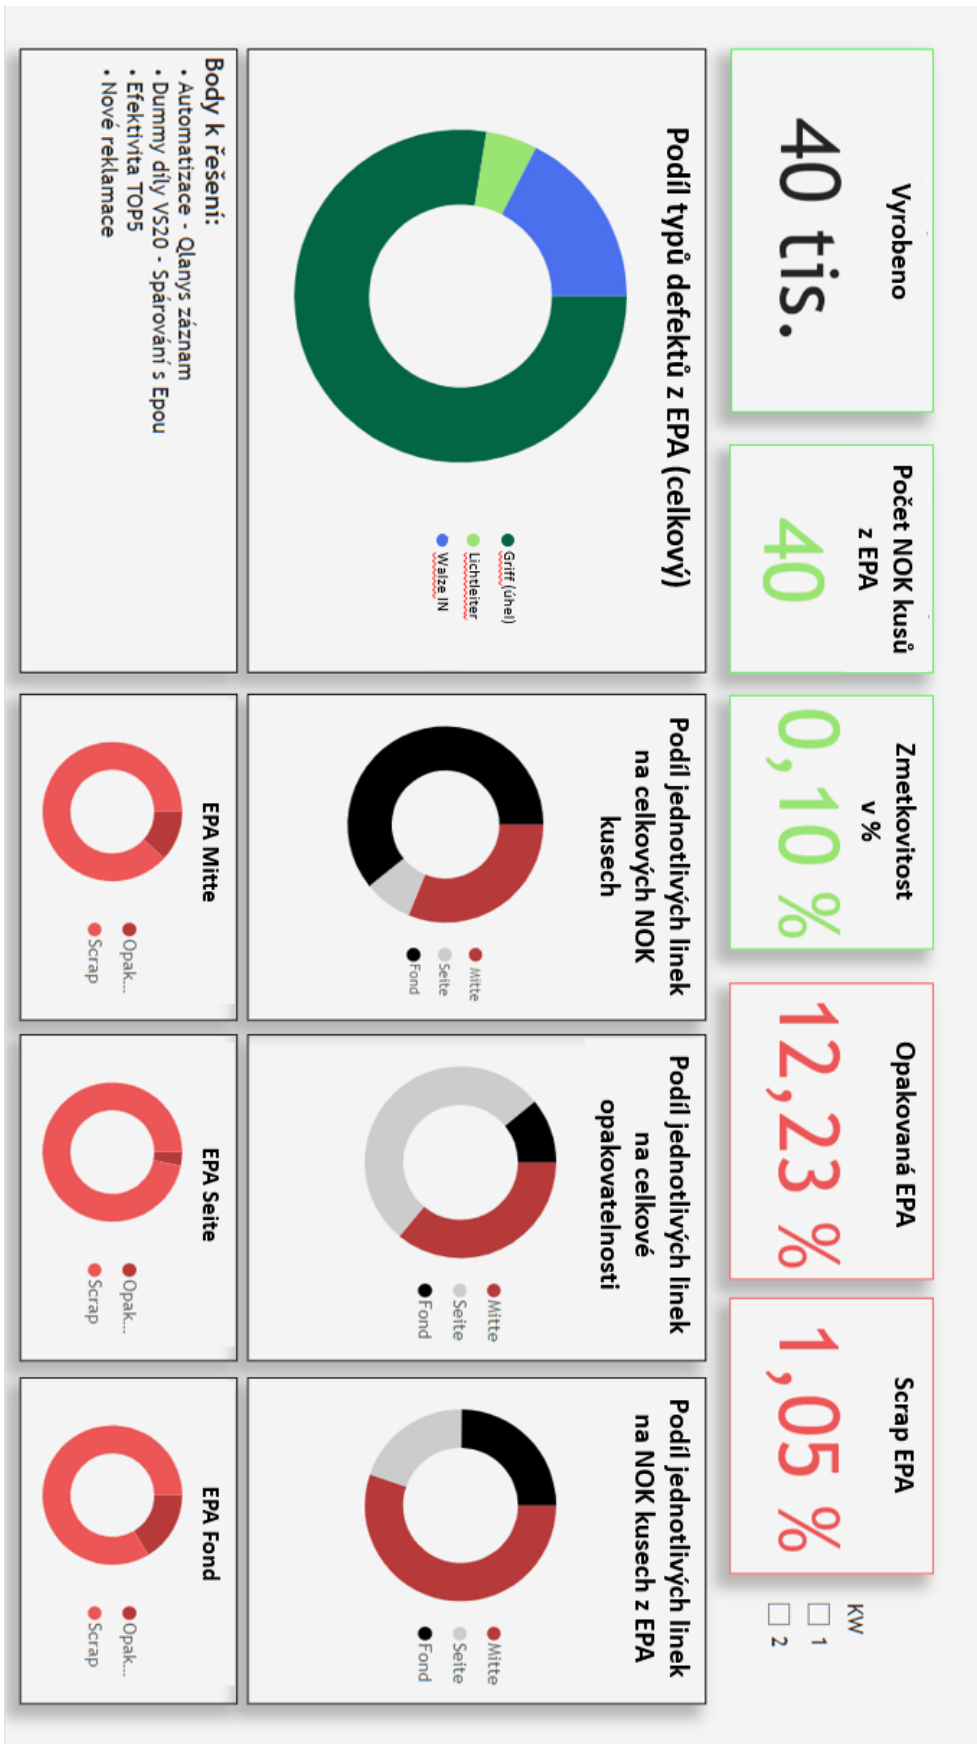 Vyrobeno
40 tis.
Počet NOK kusů
z EPA
40
Zmetkovitost
v %
0,10 %
Opakovaná EPA
12,23 %
Scrap EPA
1,05 %
KW
1
2
Podíl typů defektů z EPA (celkový)
Griff (úhel)
Lichtleiter
Walze IN
Podíl jednotlivých linek
na celkových NOK
kusech
Mitte
Seite
Fond
Podíl jednotlivých linek
na celkové
opakovatelnosti
Mitte
Seite
Fond
Podíl jednotlivých linek
na NOK kusech z EPA
Mitte
Seite
Fond
Body k řešení:
• Automatizace - Qlanys záznam
• Dummy díly VS20 - Spárování s Epou
• Efektivita TOP5
• Nové reklamace
EPA Mitte
Opak...
Scrap
EPA Seite
Opak...
Scrap
EPA Fond
Opak...
Scrap